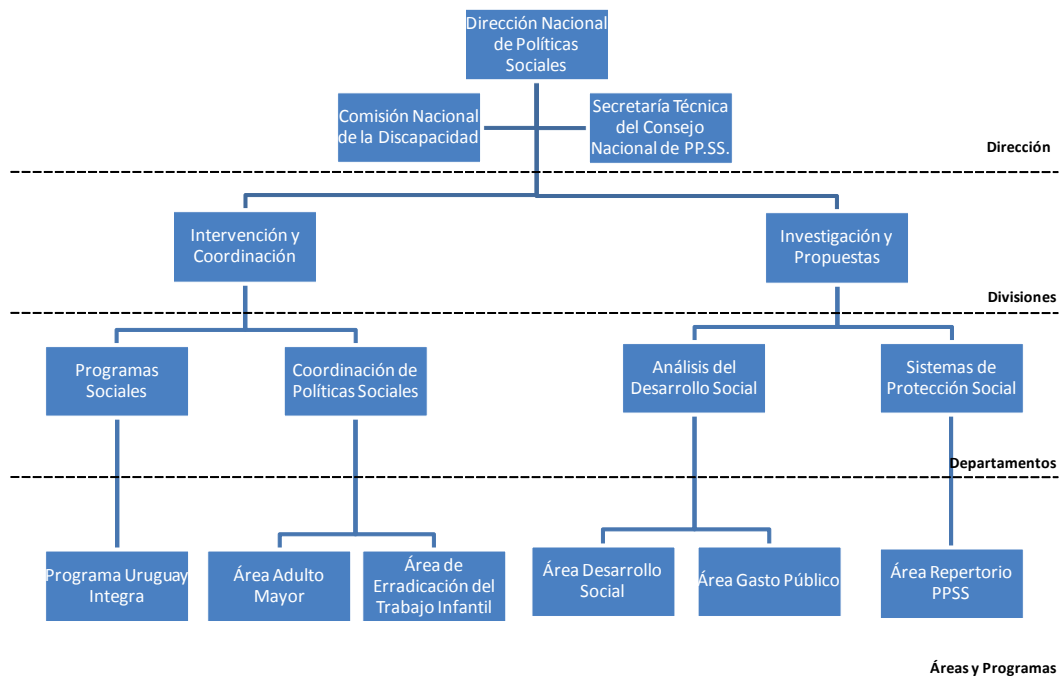 Dirección Nacional
de Políticas
Sociales
Comisión Nacional
de la Discapacidad
Secretaría Técnica
del Consejo
Nacional de PP.SS.
Dirección
Intervención y
Coordinación
Investigación y
Propuestas
Divisiones
Programas
Sociales
Coordinación de
Políticas Sociales
Análisis del
Desarrollo Social
Sistemas de
Protección Social
Departamentos
Programa Uruguay
Integra
Área Adulto
Mayor
Área de
Erradicación del
Trabajo Infantil
Área Desarrollo
Social
Área Gasto Público
Área Repertorio
PPSS
Áreas y Programas